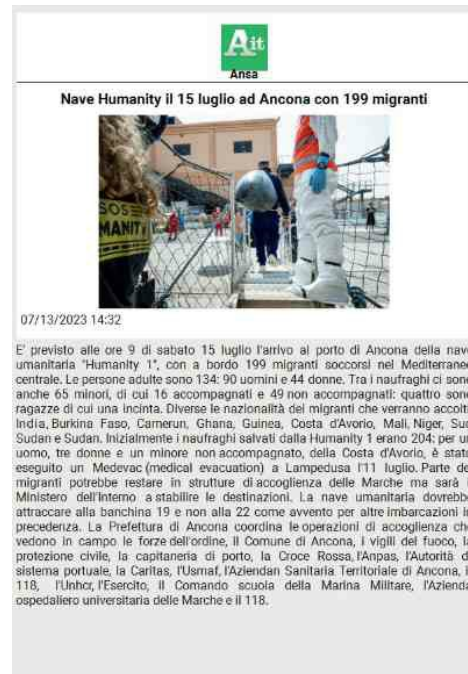 Ait
Ansa
Nave Humanity il 15 luglio ad Ancona con 199 migranti
SOS
MANITY
07/13/2023 14:32
E' previsto alle ore 9 di sabato 15 luglio l'arrivo al porto di Ancona della nave
umanitaria "Humanity 1", con a bordo 199 migranti soccorsi nel Mediterraneo
centrale. Le persone adulte sono 134: 90 uomini e 44 donne. Tra i naufraghi ci sono
anche 65 minori, di cui 16 accompagnati e 49 non accompagnati: quattro sono
ragazze di cui una incinta. Diverse le nazionalità dei migranti che verranno accolti
India, Burkina Faso, Camerun, Ghana, Guinea, Costa d'Avorio, Mali, Niger, Sud
Sudan e Sudan. Inizialmente i naufraghi salvati dalla Humanity 1 erano 204: per un
uomo, tre donne e un minore non accompagnato, della Costa d'Avorio, è stato
eseguito un Medevac (medical evacuation) a Lampedusa l'11 luglio. Parte de
migranti potrebbe restare in strutture di accoglienza delle Marche ma sarà i
Ministero dell'Interno a stabilire le destinazioni. La nave umanitaria dovrebbe
attraccare alla banchina 19 e non alla 22 come avvento per altre imbarcazioni in
precedenza. La Prefettura di Ancona coordina le operazioni di accoglienza che
vedono in campo le forze dell'ordine, il Comune di Ancona, i vigili del fuoco, la
protezione civile, la capitaneria di porto, la Croce Rossa, l'Anpas, l'Autorità d
sistema portuale, la Caritas, l'Usmaf, l'Aziendan Sanitaria Territoriale di Ancona, i
118, l'Unhcr, l'Esercito, il Comando scuola della Marina Militare, l'Azienda
ospedaliero universitaria delle Marche e il 118.